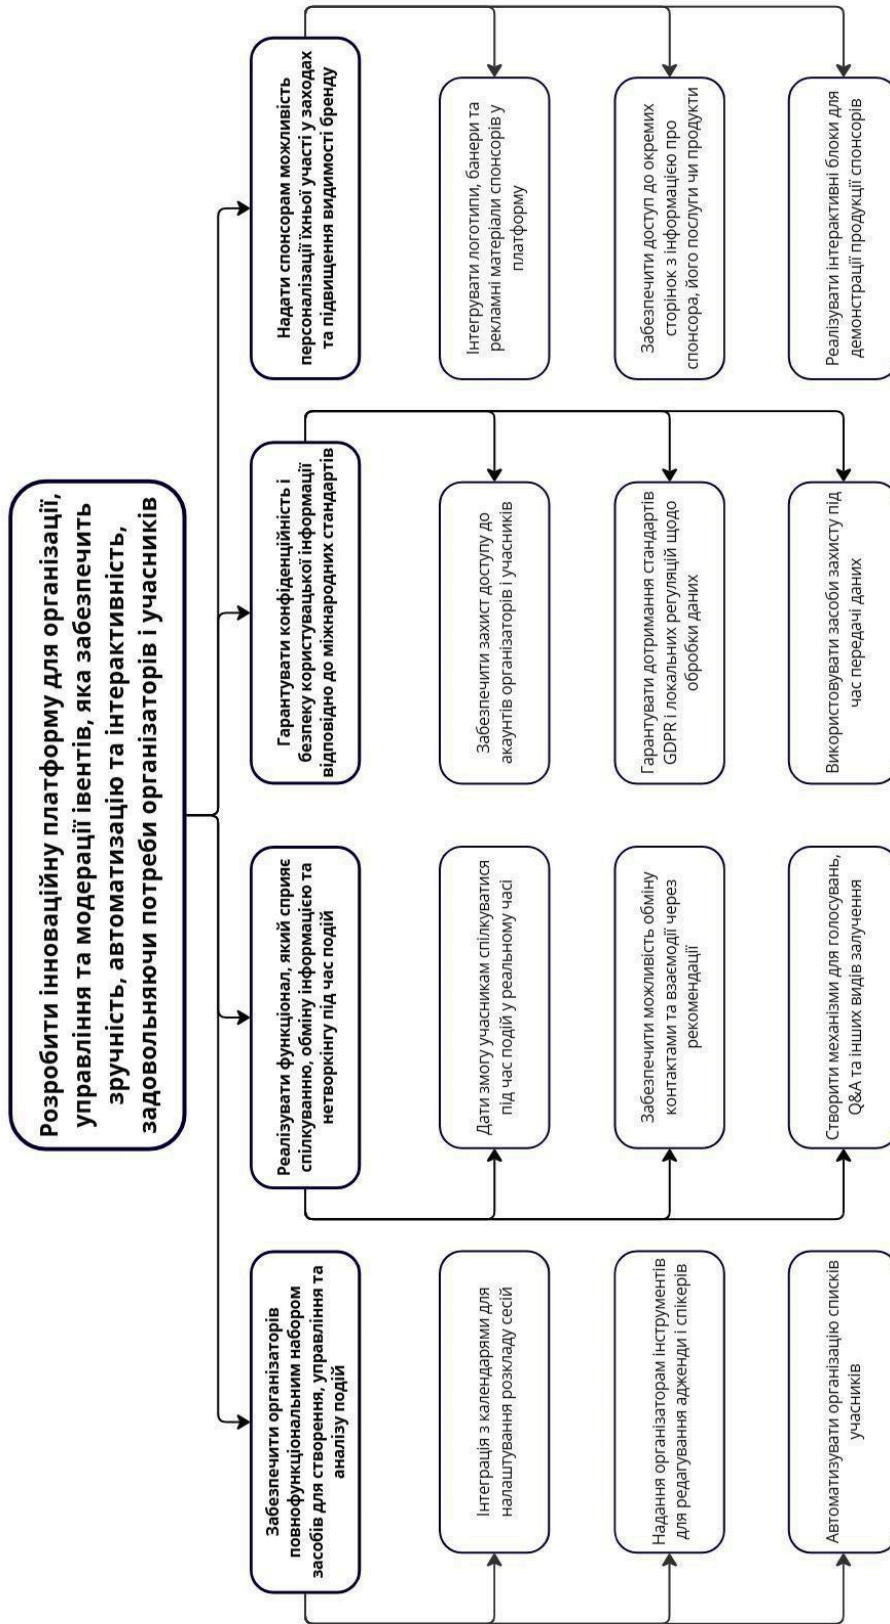 Розробити інноваційну платформу для організації,
управління та модерації івентів, яка забезпечить
зручність, автоматизацію та інтерактивність,
задовольняючи потреби організаторів і учасників
Забезпечити організаторів
повнофункціональним набором
засобів для створення, управління та
аналізу подій
Інтеграція з календарями для
налаштування розкладу сесій
Надання організаторам інструментів
для редагування адженди і спікерів
Автоматизувати організацію списків
учасників
Реалізувати функціонал, який сприяє
спілкуванню, обміну інформацією та
нетворкінгу під час подій
Дати змогу учасникам спілкуватися
під час подій у реальному часі
Забезпечити можливість обміну
контактами та взаємодії через
рекомендації
Створити механізми для голосувань,
Q&A та інших видів залучення
Гарантувати конфіденційність і
безпеку користувацької інформації
відповідно до міжнародних стандартів
Забезпечити захист доступу до
акаунтів організаторів і учасників
Гарантувати дотримання стандартів
GDPR і локальних регуляцій щодо
обробки даних
Використовувати засоби захисту під
час передачі даних
Надати спонсорам можливість
персоналізації їхньої участі у заходах
та підвищення видимості бренду
Інтегрувати логотипи, банери та
рекламні матеріали спонсорів у
платформу
Забезпечити доступ до окремих
сторінок з інформацією про
спонсора, його послуги чи продукти
Реалізувати інтерактивні блоки для
демонстрації продукції спонсорів